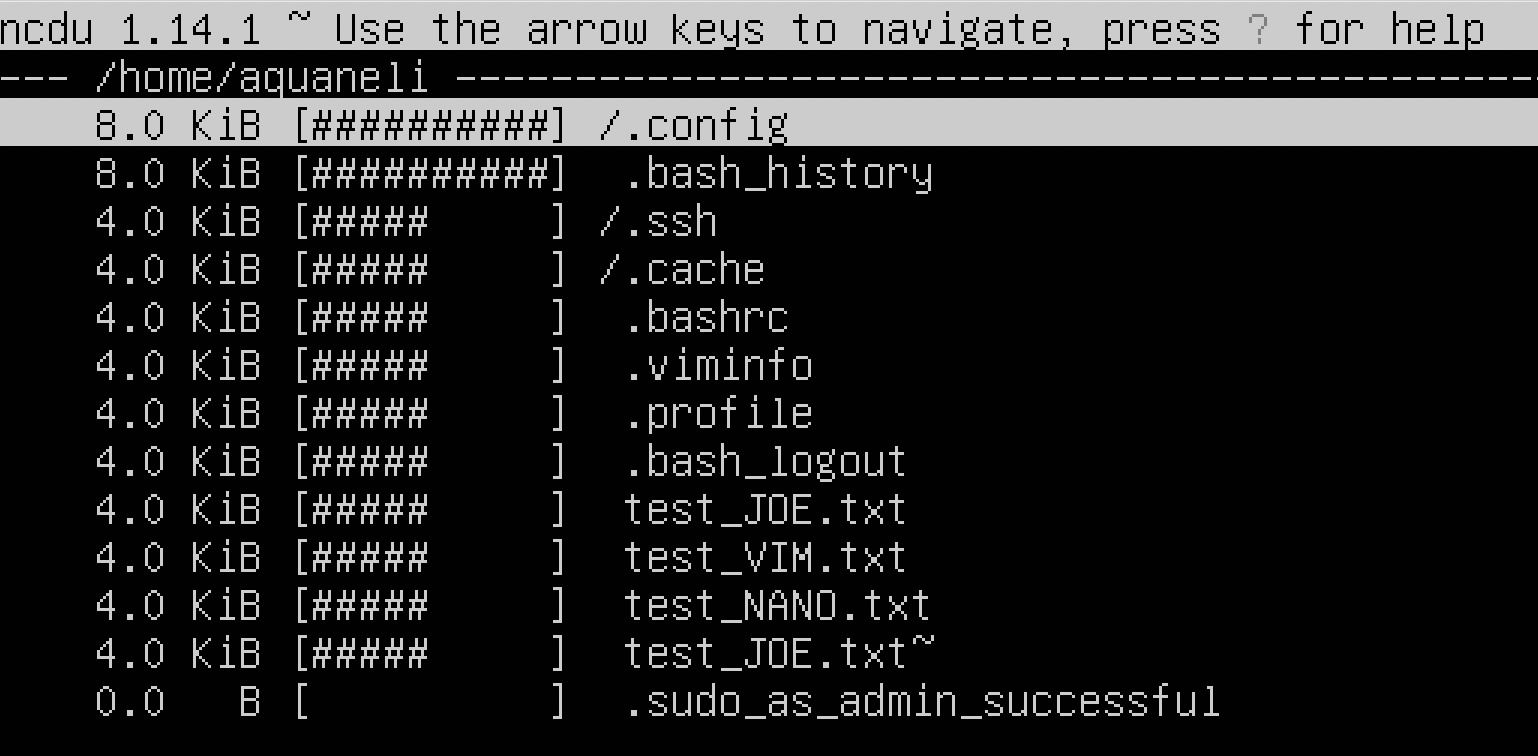 ncdu 1.14.1 ~ Use the arrow keys to navigate, press ? for help
--- /home/aquaneli ----------------------------------------------
    8.0 KiB [##########] /.config
    8.0 KiB [##########]  .bash_history
    4.0 KiB [#####     ] /.ssh
    4.0 KiB [#####     ] /.cache
    4.0 KiB [#####     ]  .bashrc
    4.0 KiB [#####     ]  .viminfo
    4.0 KiB [#####     ]  .profile
    4.0 KiB [#####     ]  .bash_logout
    4.0 KiB [#####     ]  test_JOE.txt
    4.0 KiB [#####     ]  test_VIM.txt
    4.0 KiB [#####     ]  test_NANO.txt
    4.0 KiB [#####     ]  test_JOE.txt~
    0.0   B [          ]  .sudo_as_admin_successful